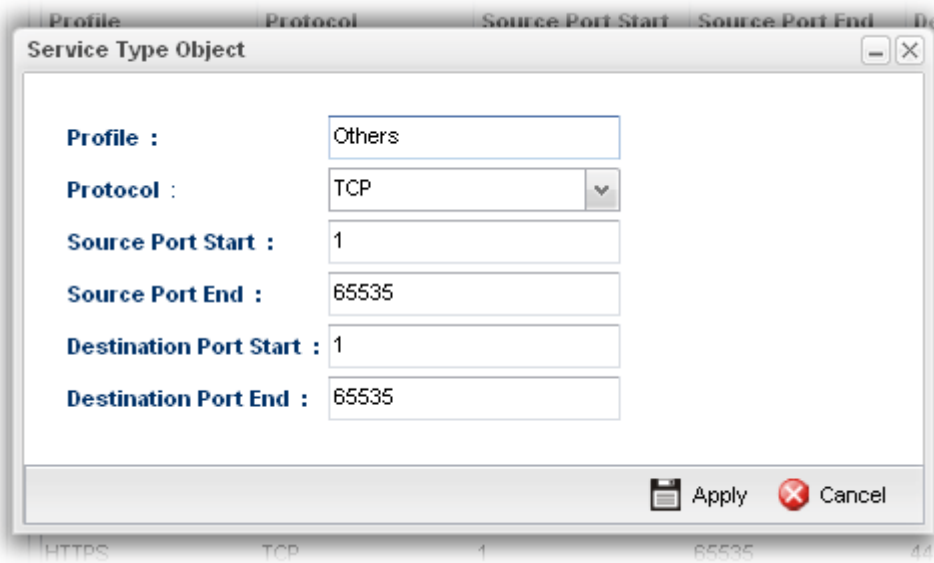 Profile Protocol Source Port Start Source Port End
Service Type Object
Profile : Others
Protocol : TCP
Source Port Start : 1
Source Port End : 65535
Destination Port Start : 1
Destination Port End : 65535
Apply Cancel
HTTPS TCP 1 65535 44